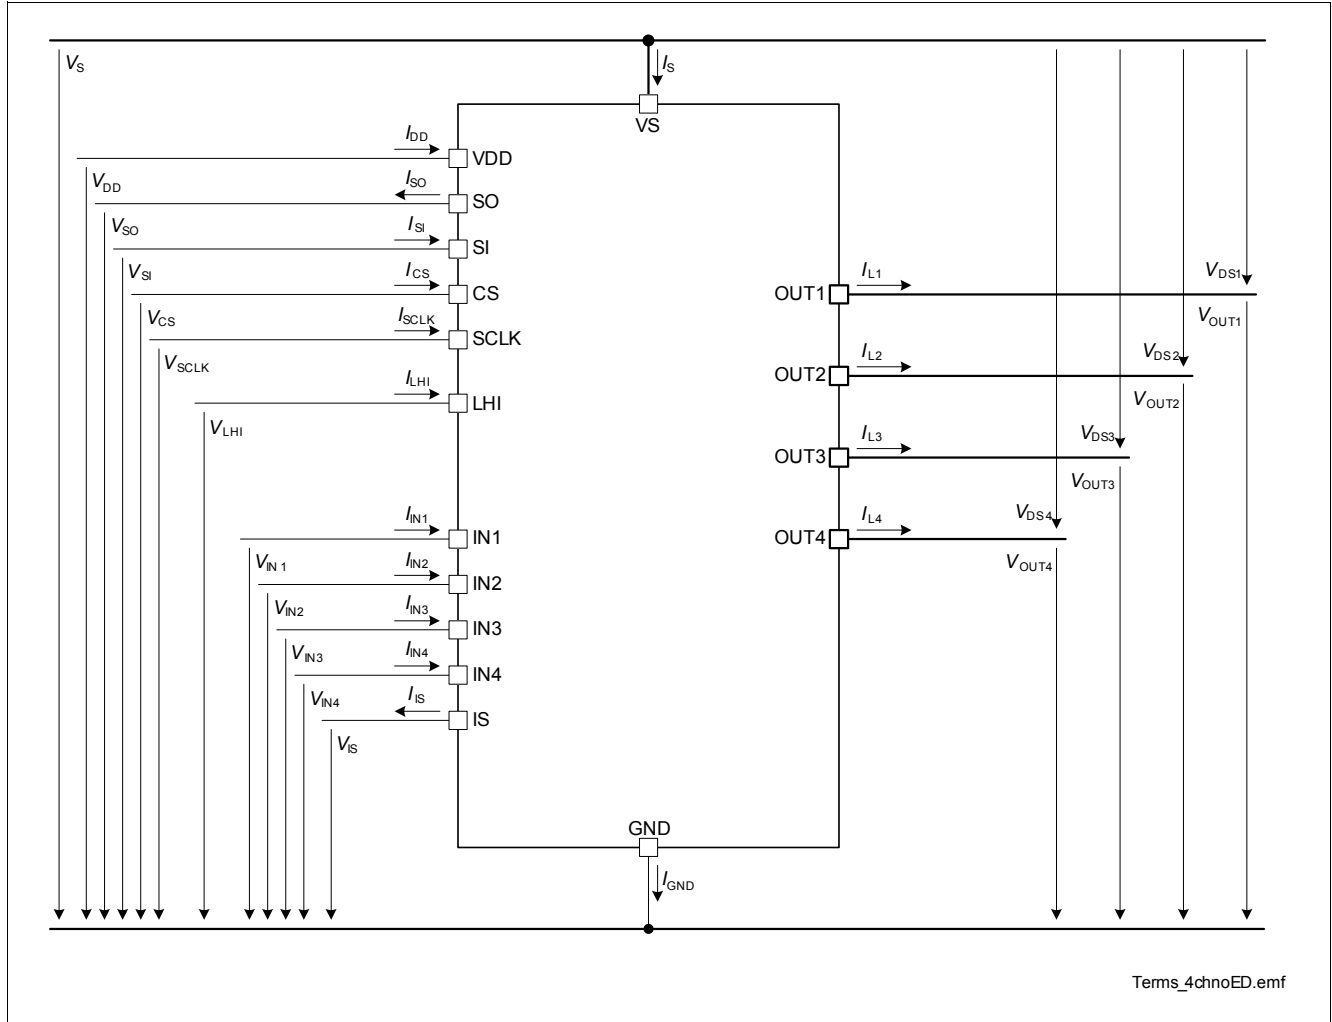 VS
IS
VS
IDD
VDD
VDD
ISO
SO
VSO
ISI
SI
VSI
ICS
CS
VCS
ISCLK
SCLK
VSCLK
ILHI
LHI
VLHI
IIN1
IN1
VIN 1
IIN2
IN2
VIN2
IIN3
IN3
VIN3
IIN4
IN4
VIN4
IIS
IS
VIS
OUT1
IL1
VDS1
VOUT1
OUT2
IL2
VDS2
VOUT2
OUT3
IL3
VDS3
VOUT3
OUT4
IL4
VDS4
VOUT4
GND
IGND
Terms_4chnoED.emf